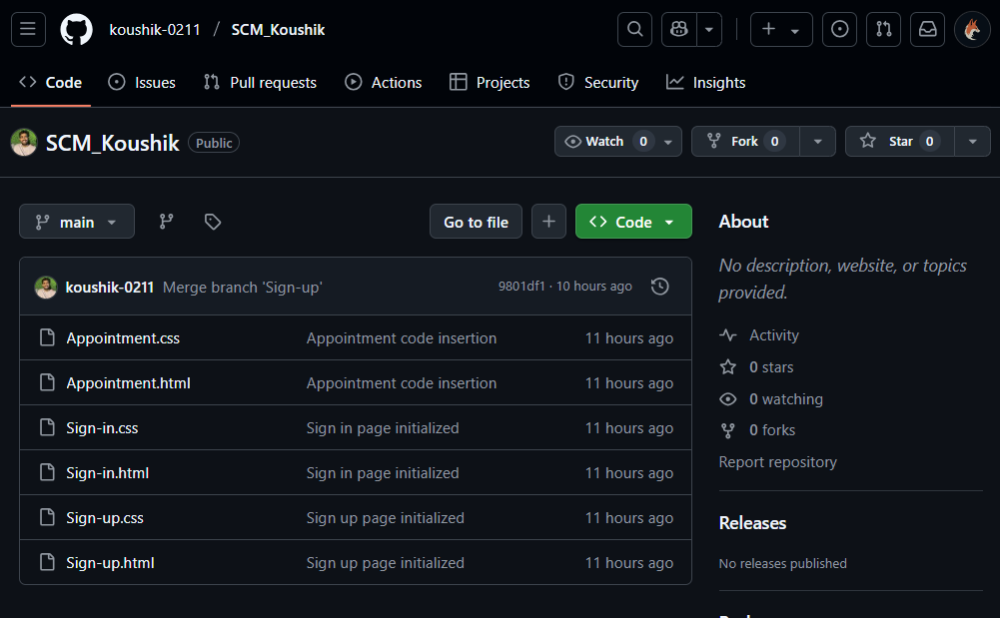 koushik-0211 / SCM_Koushik
Code Issues Pull requests Actions Projects Security Insights
SCM_Koushik Public Watch 0 Fork 0 Star 0
main Go to file Code
koushik-0211 Merge branch 'Sign-up' 9801df1 · 10 hours ago
Appointment.css Appointment code insertion 11 hours ago
Appointment.html Appointment code insertion 11 hours ago
Sign-in.css Sign in page initialized 11 hours ago
Sign-in.html Sign in page initialized 11 hours ago
Sign-up.css Sign up page initialized 11 hours ago
Sign-up.html Sign up page initialized 11 hours ago
About
No description, website, or topics
provided.
Activity
0 stars
0 watching
0 forks
Report repository
Releases
No releases published